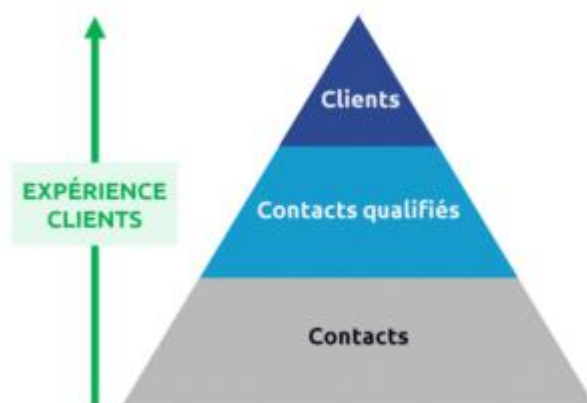 Clients
EXPÉRIENCE
CLIENTS
Contacts qualifiés
Contacts